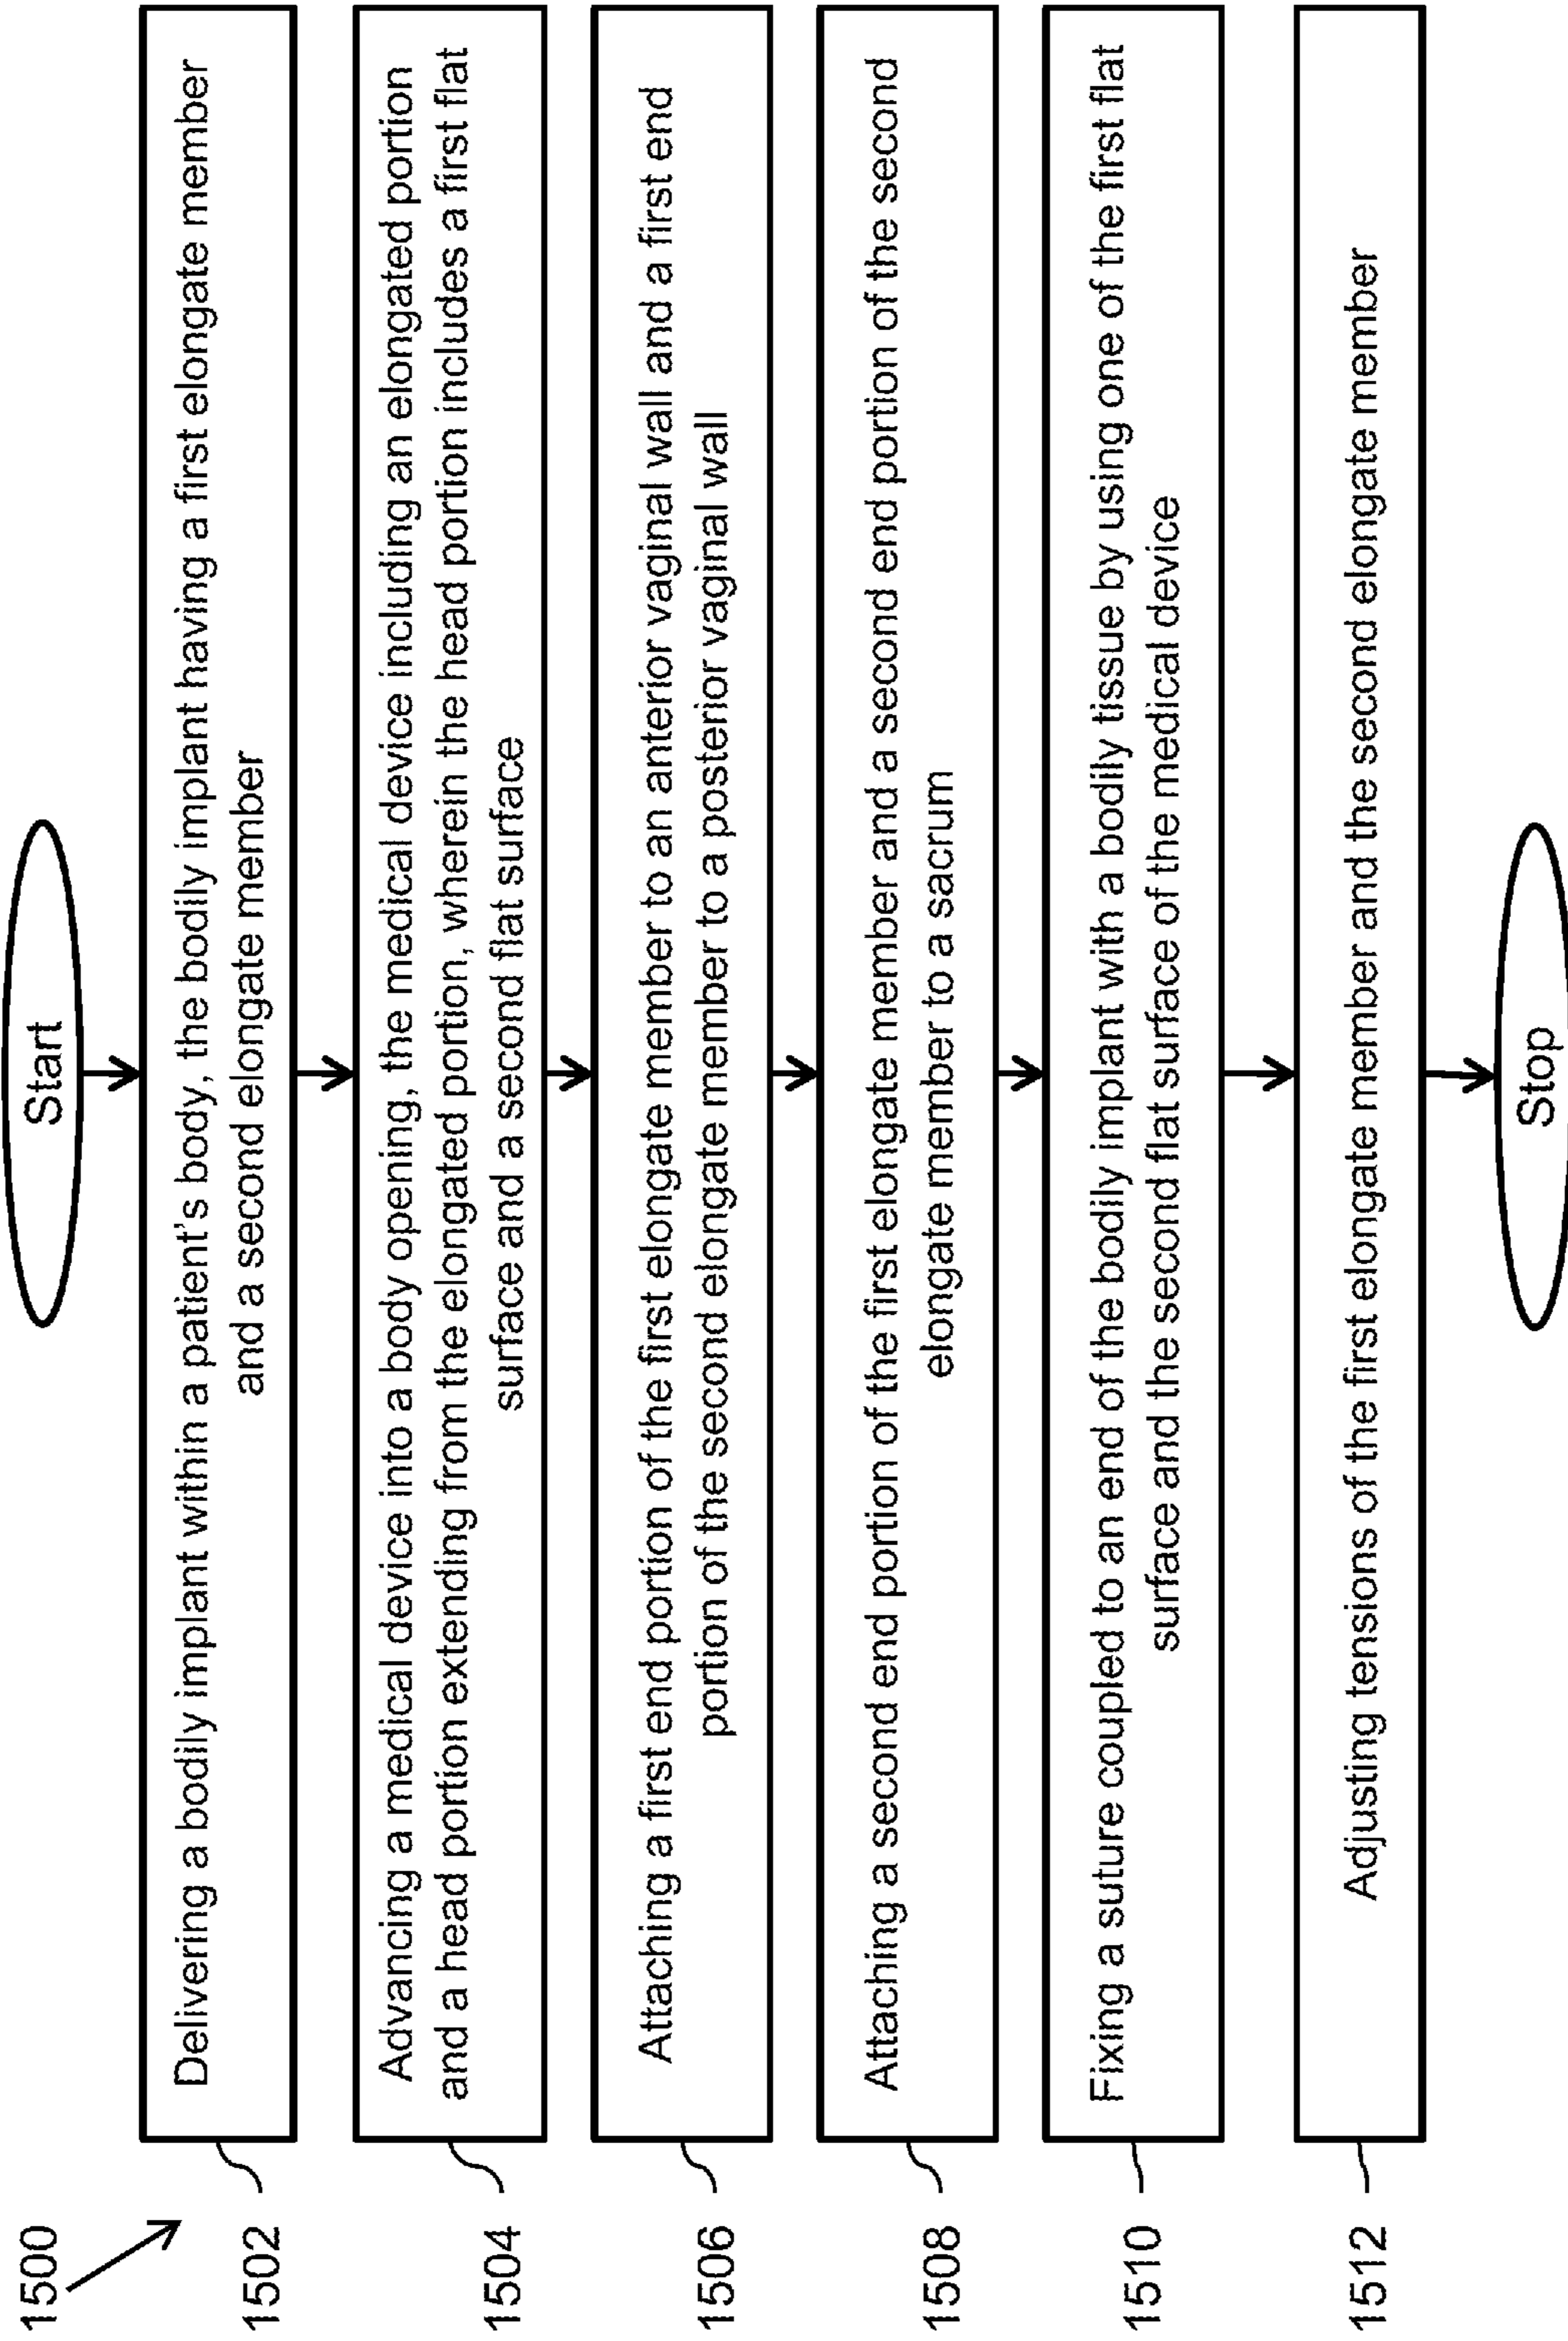 1500
Start
1502
Delivering a bodily implant within a patient's body, the bodily implant having a first elongate member
and a second elongate member
1504
Advancing a medical device into a body opening, the medical device including an elongated portion
and a head portion extending from the elongated portion, wherein the head portion includes a first flat
surface and a second flat surface
1506
Attaching a first end portion of the first elongate member to an anterior vaginal wall and a first end
portion of the second elongate member to a posterior vaginal wall
1508
Attaching a second end portion of the first elongate member and a second end portion of the second
elongate member to a sacrum
1510
Fixing a suture coupled to an end of the bodily implant with a bodily tissue by using one of the first flat
surface and the second flat surface of the medical device
1512
Adjusting tensions of the first elongate member and the second elongate member
Stop